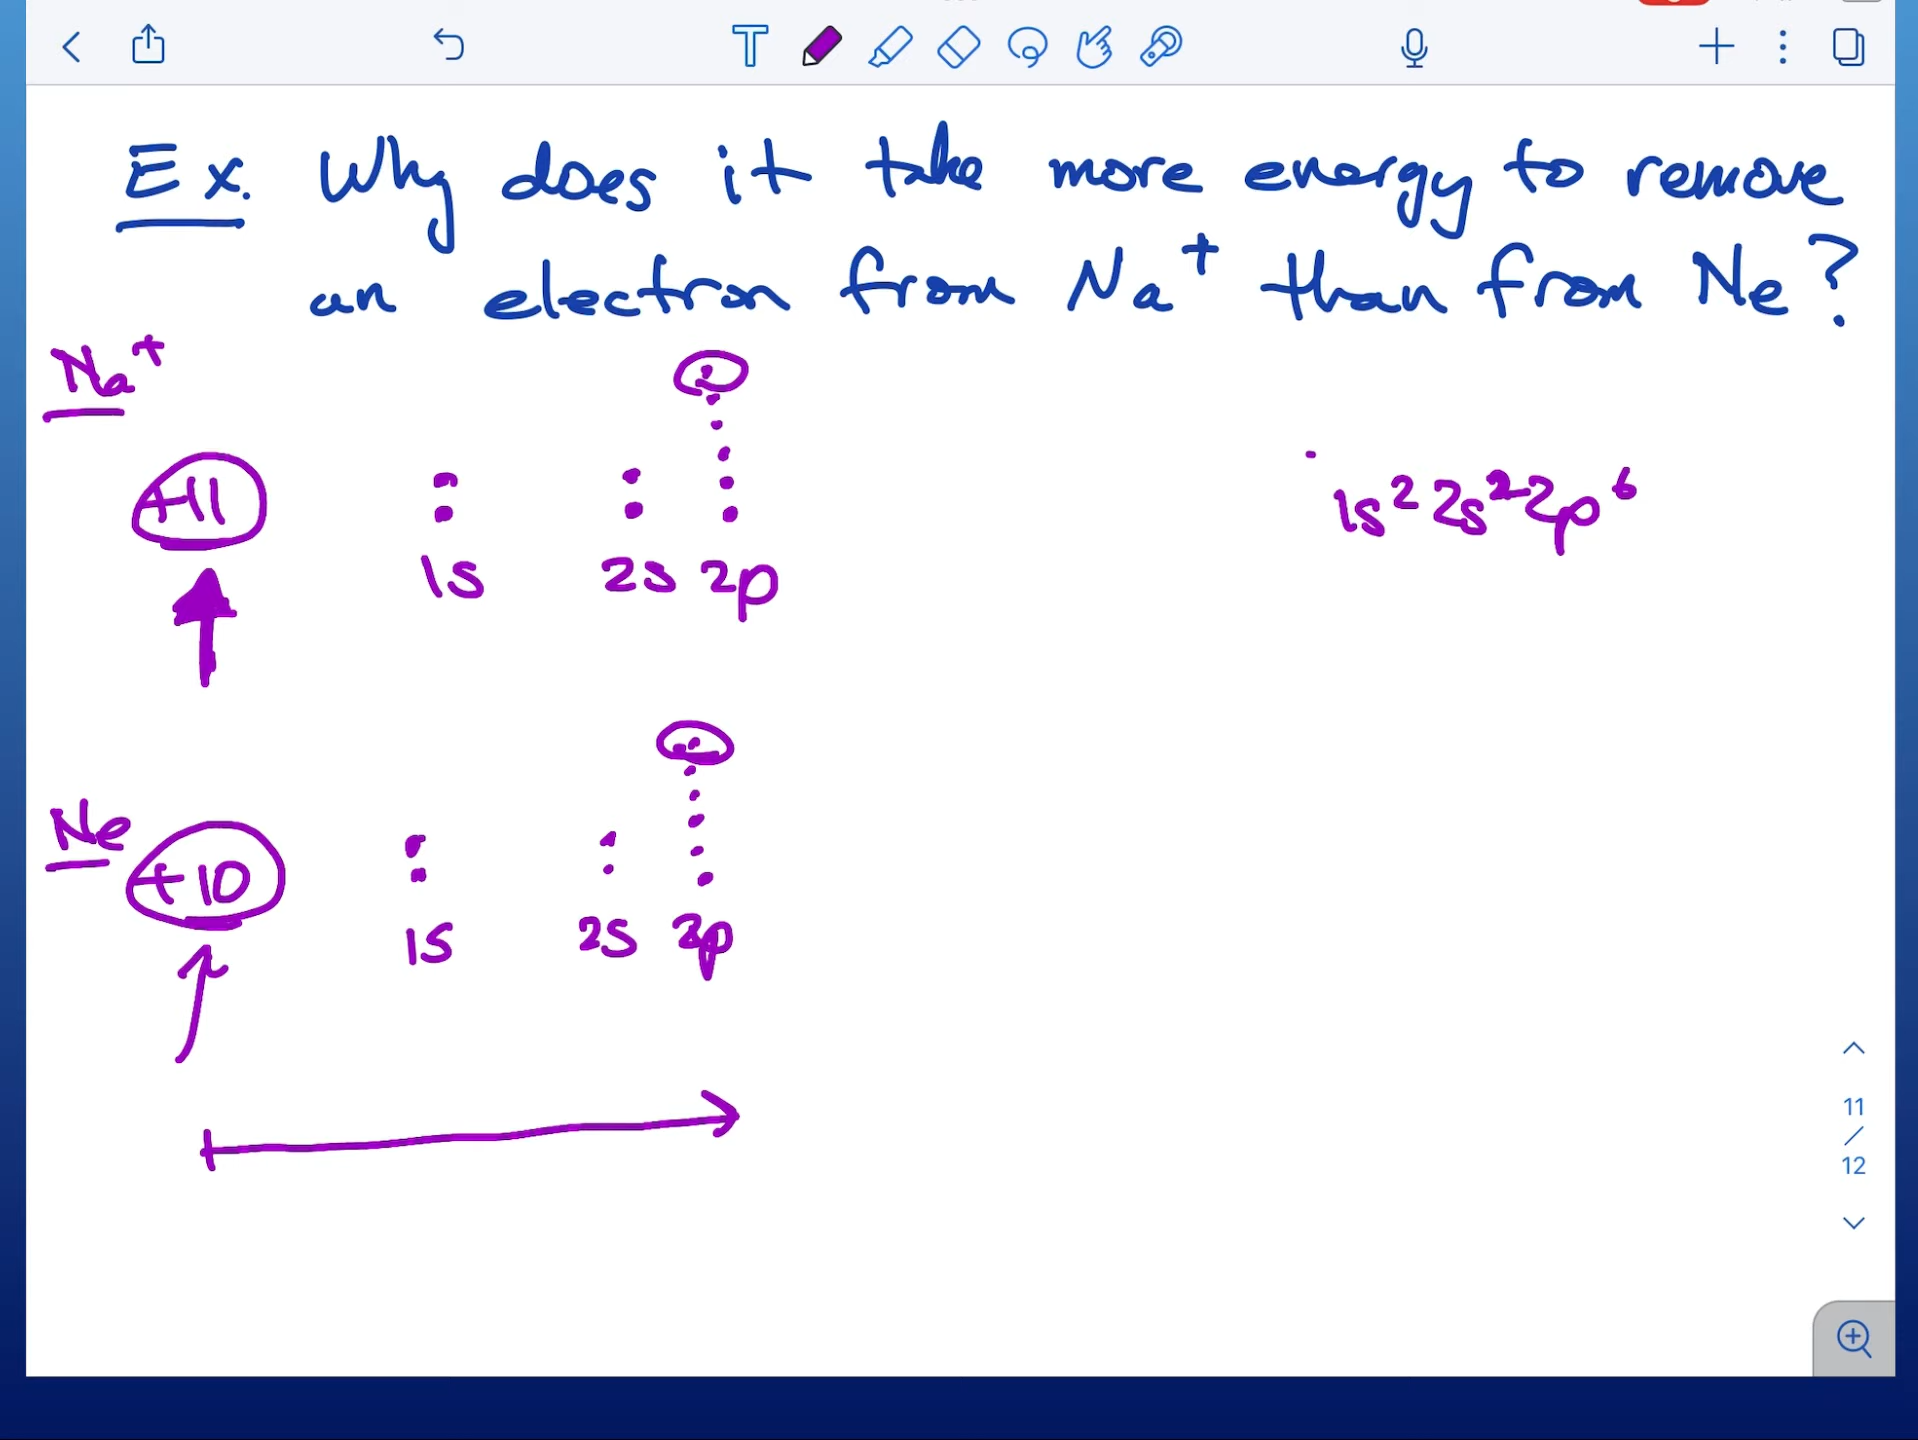 Ex. Why does it take more energy to remove
an electron from Na⁺ than from Ne?
Na⁺
+11
1s 2s 2p
1s² 2s² 2p⁶
Ne
+10
1s 2s 2p
11
/
12